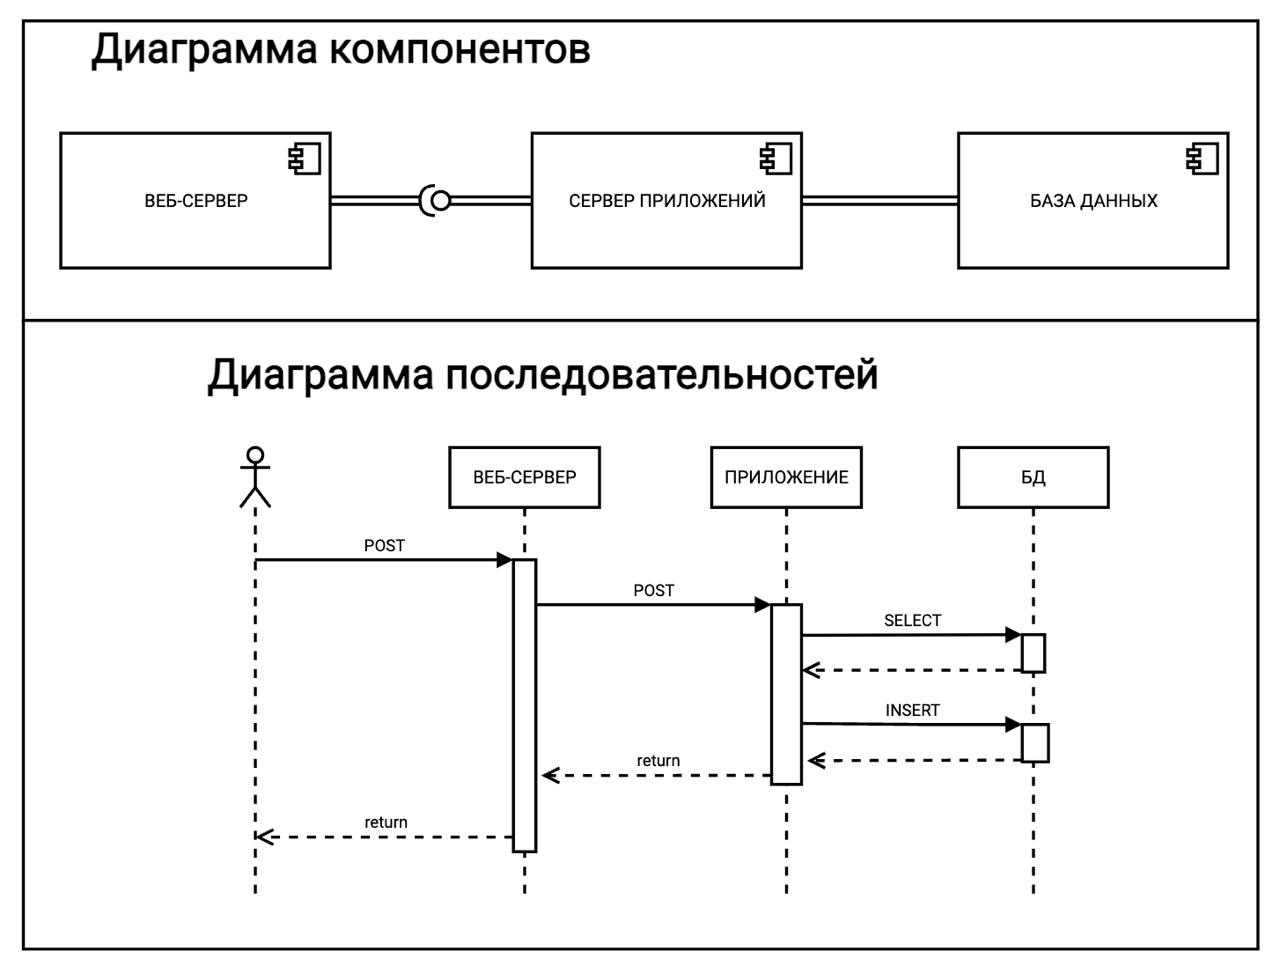 Диаграмма компонентов
ВЕБ-СЕРВЕР
СЕРВЕР ПРИЛОЖЕНИЙ
БАЗА ДАННЫХ
Диаграмма последовательностей
ВЕБ-СЕРВЕР
ПРИЛОЖЕНИЕ
БД
POST
POST
SELECT
INSERT
return
return